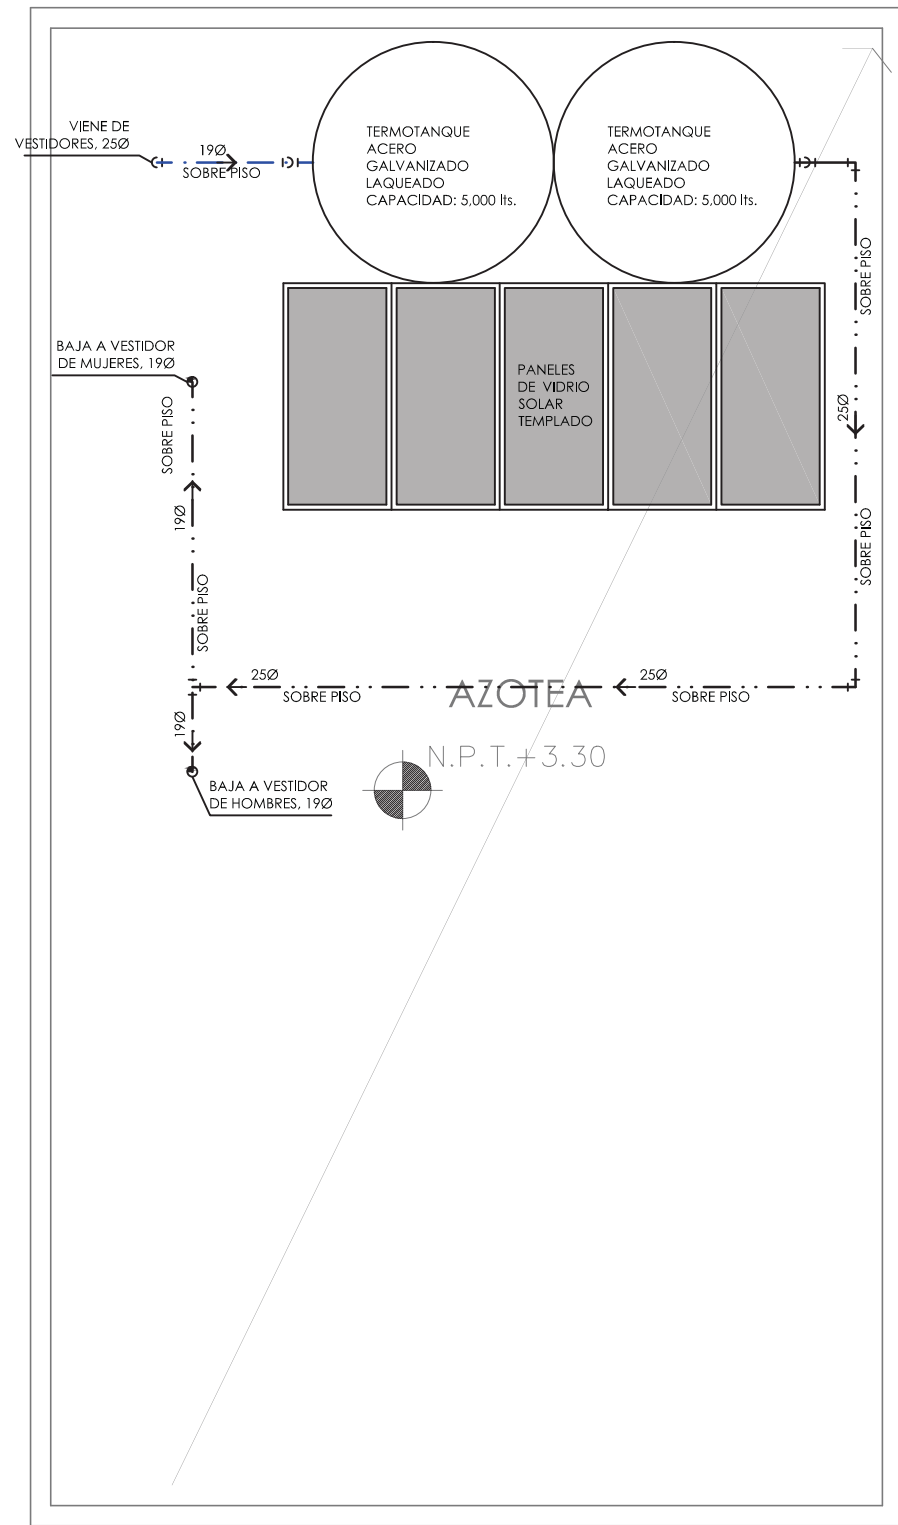 VIENE DE
VESTIDORES, 25Ø
19Ø
SOBRE PISO
TERMOTANQUE
ACERO
GALVANIZADO
LAQUEADO
CAPACIDAD: 5,000 lts.
TERMOTANQUE
ACERO
GALVANIZADO
LAQUEADO
CAPACIDAD: 5,000 lts.
SOBRE PISO
25Ø
SOBRE PISO
BAJA A VESTIDOR
DE MUJERES, 19Ø
SOBRE PISO
19Ø
SOBRE PISO
PANELES
DE VIDRIO
SOLAR
TEMPLADO
25Ø
SOBRE PISO
25Ø
SOBRE PISO
AZOTEA
N.P.T.+3.30
19Ø
BAJA A VESTIDOR
DE HOMBRES, 19Ø